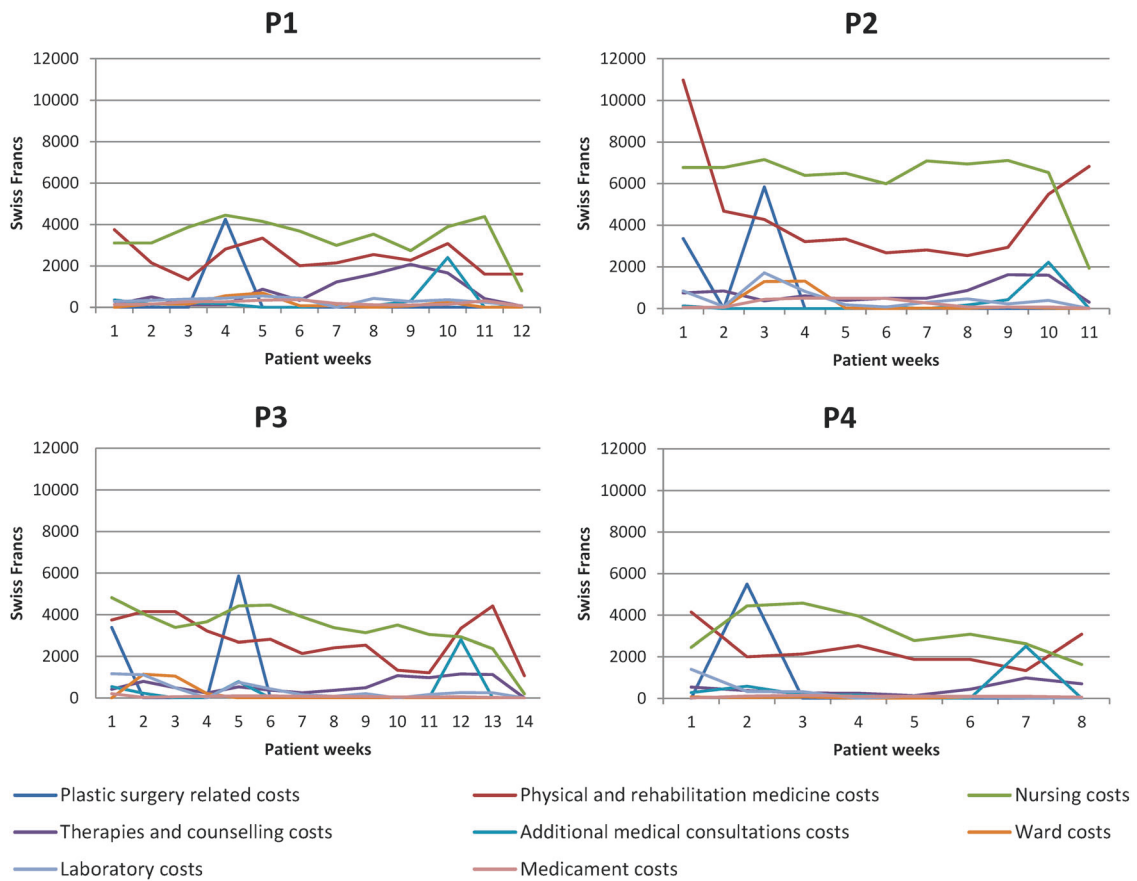 P1
12000
10000
8000
6000
4000
2000
0
Swiss Francs
1 2 3 4 5 6 7 8 9 10 11 12
Patient weeks
P2
12000
10000
8000
6000
4000
2000
0
Swiss Francs
1 2 3 4 5 6 7 8 9 10 11
Patient weeks
P3
12000
10000
8000
6000
4000
2000
0
Swiss Francs
1 2 3 4 5 6 7 8 9 10 11 12 13 14
Patient weeks
P4
12000
10000
8000
6000
4000
2000
0
Swiss Francs
1 2 3 4 5 6 7 8
Patient weeks
Plastic surgery related costs Physical and rehabilitation medicine costs Nursing costs
Therapies and counselling costs Additional medical consultations costs Ward costs
Laboratory costs Medicament costs